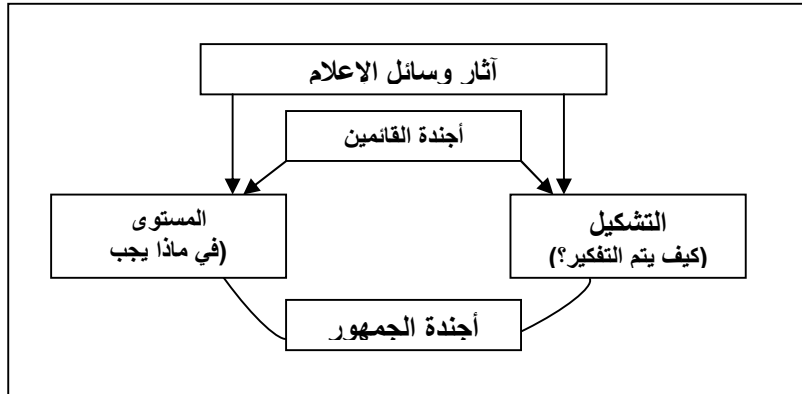 آثار وسائل الاعلام
أجندة القائمين
التشكيل
(كيف يتم التفكير؟)
المستوى
(في ماذا يجب
أجندة الجمهور